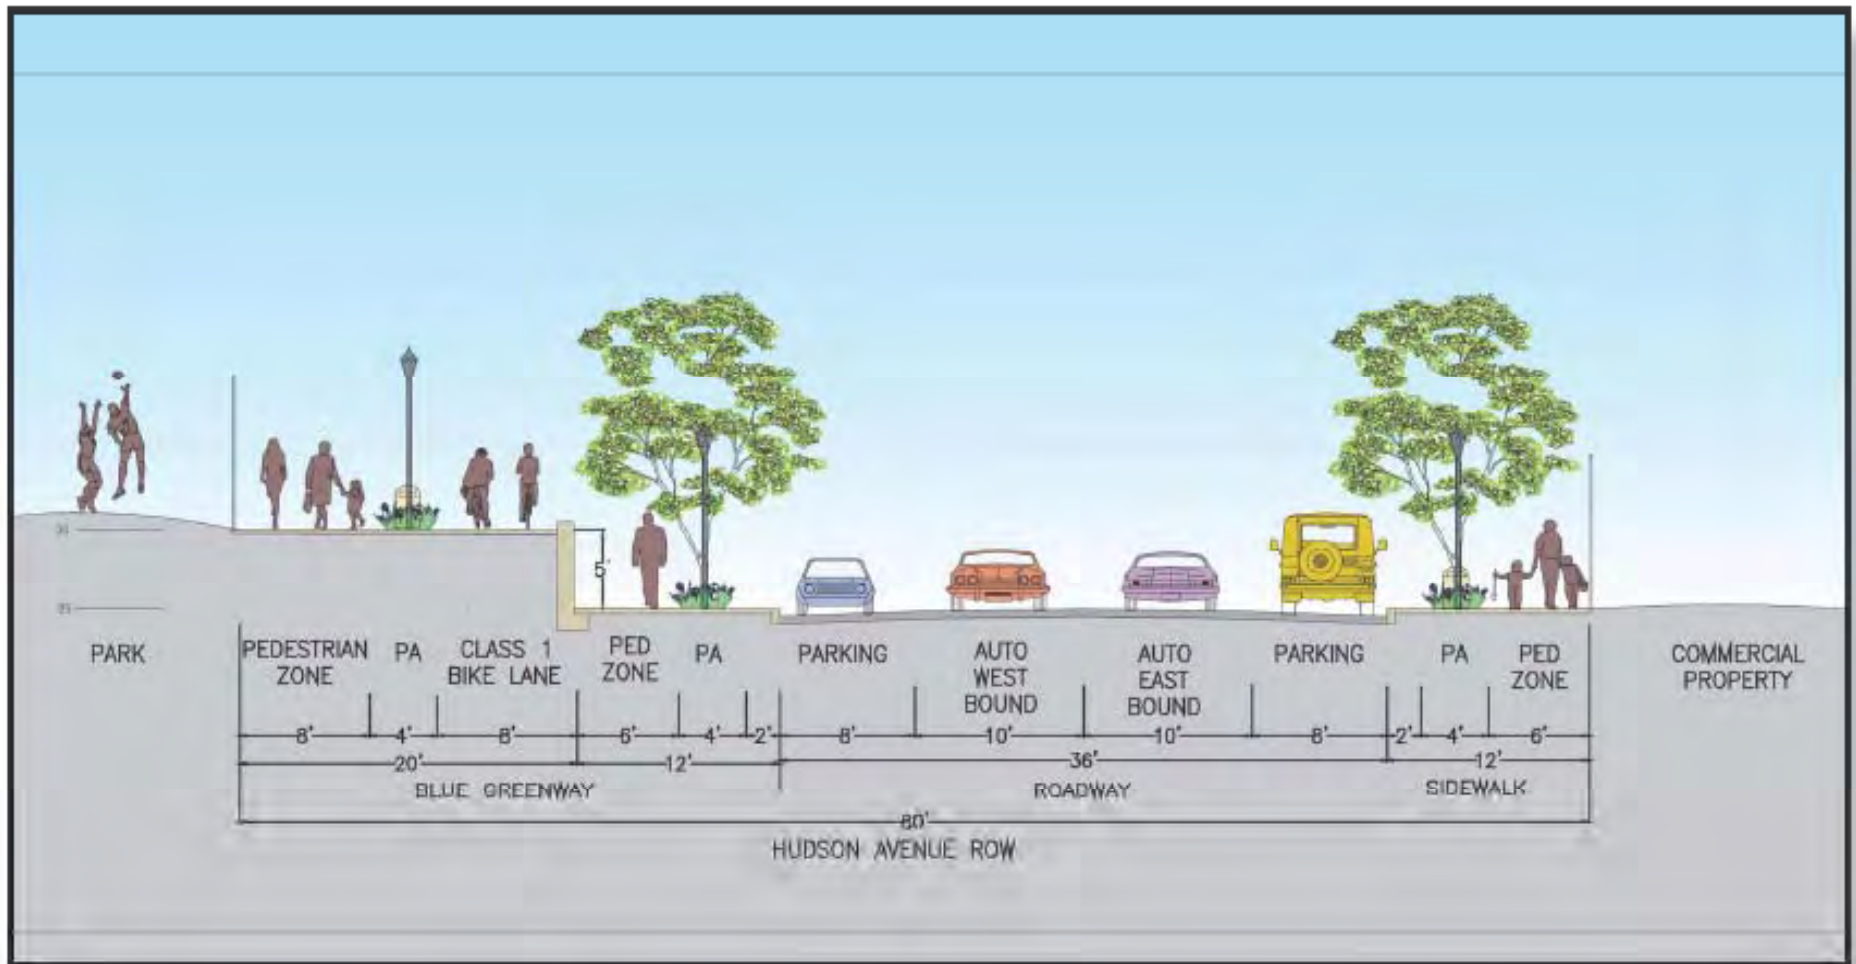 5'
PARK
PEDESTRIAN
ZONE
PA
CLASS 1
BIKE LANE
PED
ZONE
PA
PARKING
AUTO
WEST
BOUND
AUTO
EAST
BOUND
PARKING
PA
PED
ZONE
COMMERCIAL
PROPERTY
8' 4' 8' 6' 4' 2' 8' 10' 10' 8' 2' 4' 6'
20' 12' 36' 12'
BLUE GREENWAY ROADWAY SIDEWALK
80'
HUDSON AVENUE ROW